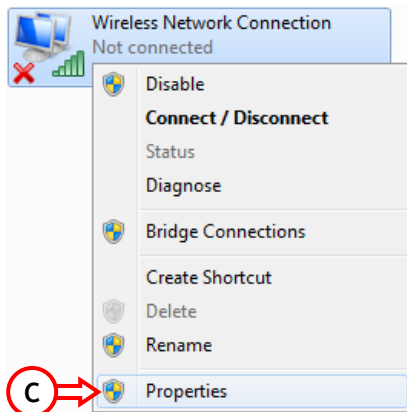 Wireless Network Connection
Not connected
Disable
Connect / Disconnect
Status
Diagnose
Bridge Connections
Create Shortcut
Delete
Rename
C
Properties